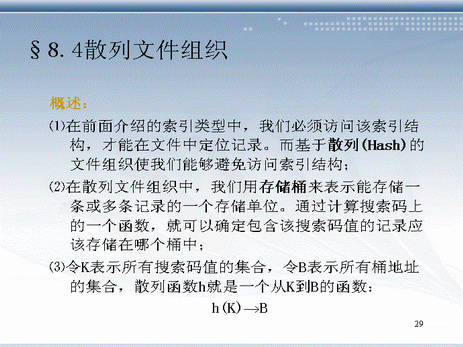 §8.4散列文件组织
概述：
⑴在前面介绍的索引类型中，我们必须访问该索引结
构，才能在文件中定位记录。而基于散列(Hash)的
文件组织使我们能够避免访问索引结构；
⑵在散列文件组织中，我们用存储桶来表示能存储一
条或多条记录的一个存储单位。通过计算搜索码上
的一个函数，就可以确定包含该搜索码值的记录应
该存储在哪个桶中；
⑶令K表示所有搜索码值的集合，令B表示所有桶地址
的集合，散列函数h就是一个从K到B的函数：
h(K)→B
29